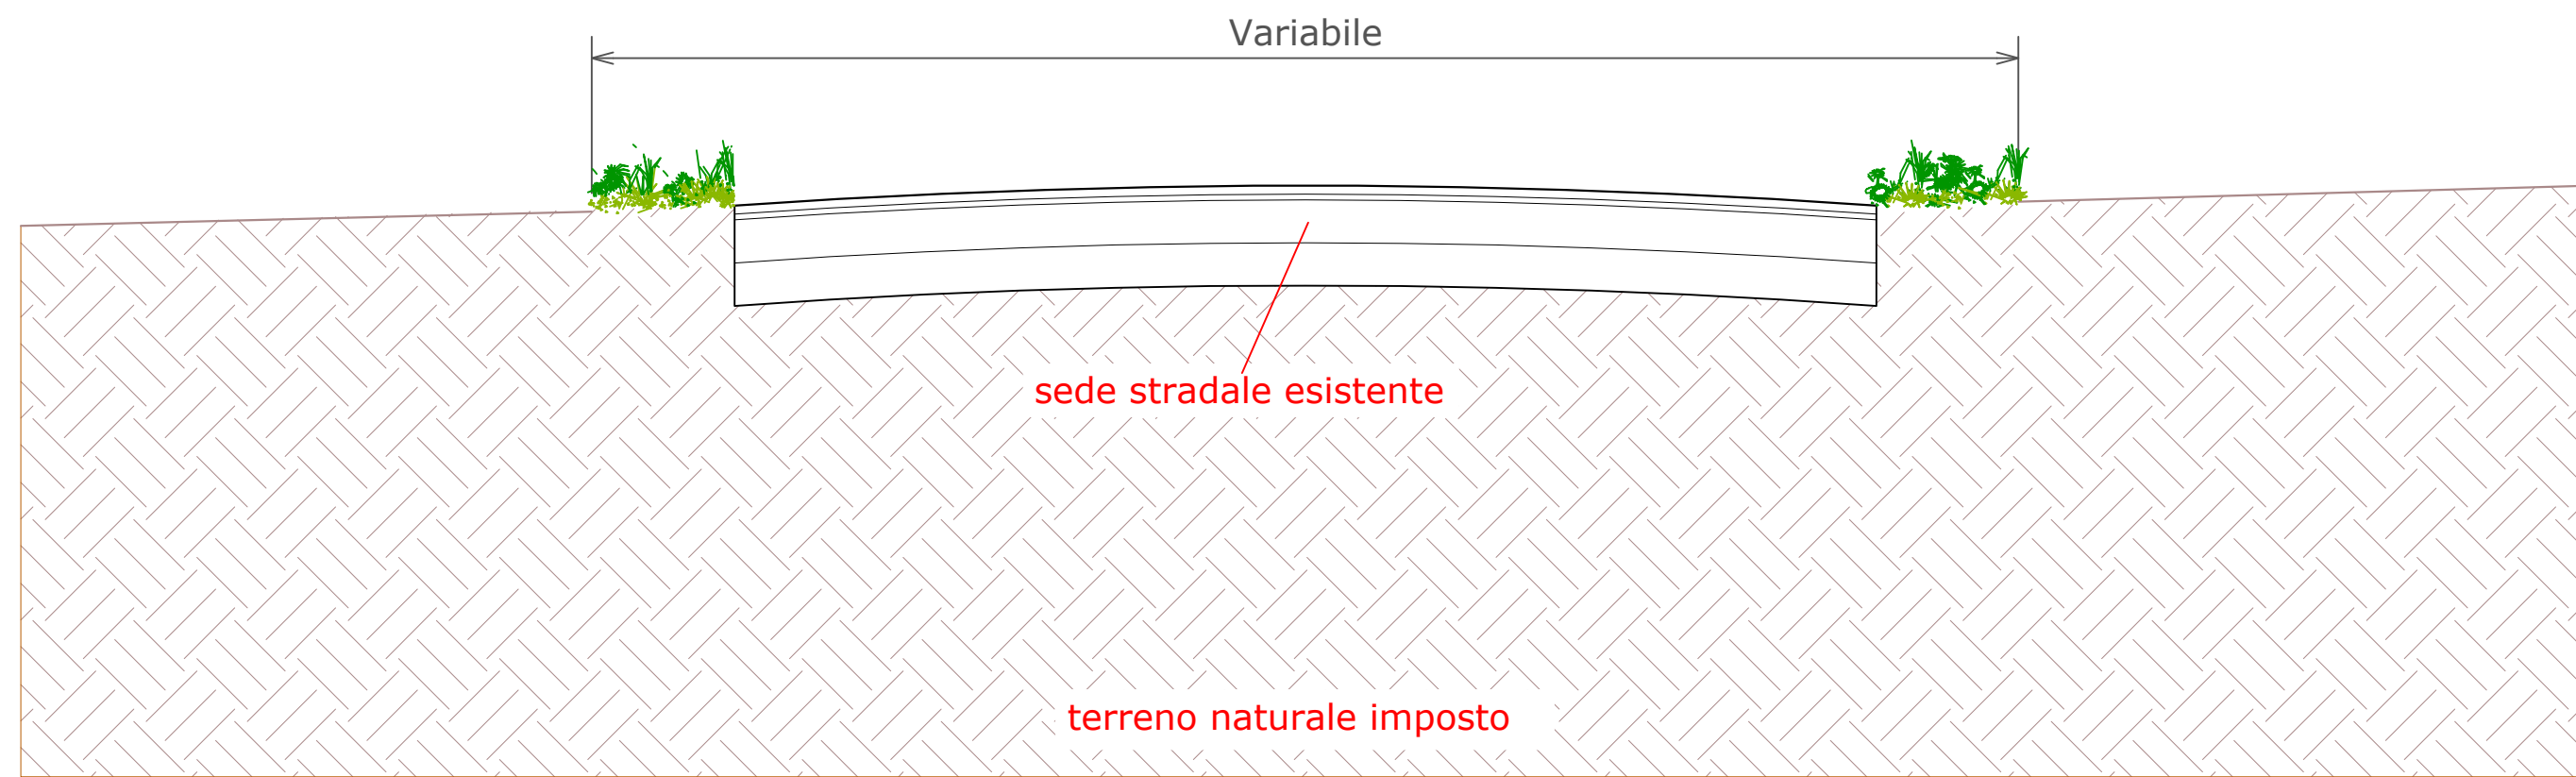 Variabile
sede stradale esistente
terreno naturale imposto